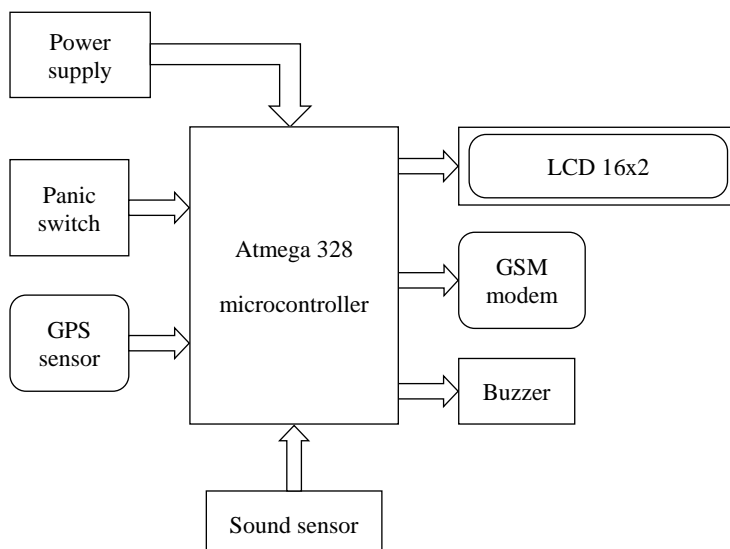 Power
supply
LCD 16x2
Panic
switch
Atmega 328
microcontroller
GSM
modem
GPS
sensor
Buzzer
Sound sensor